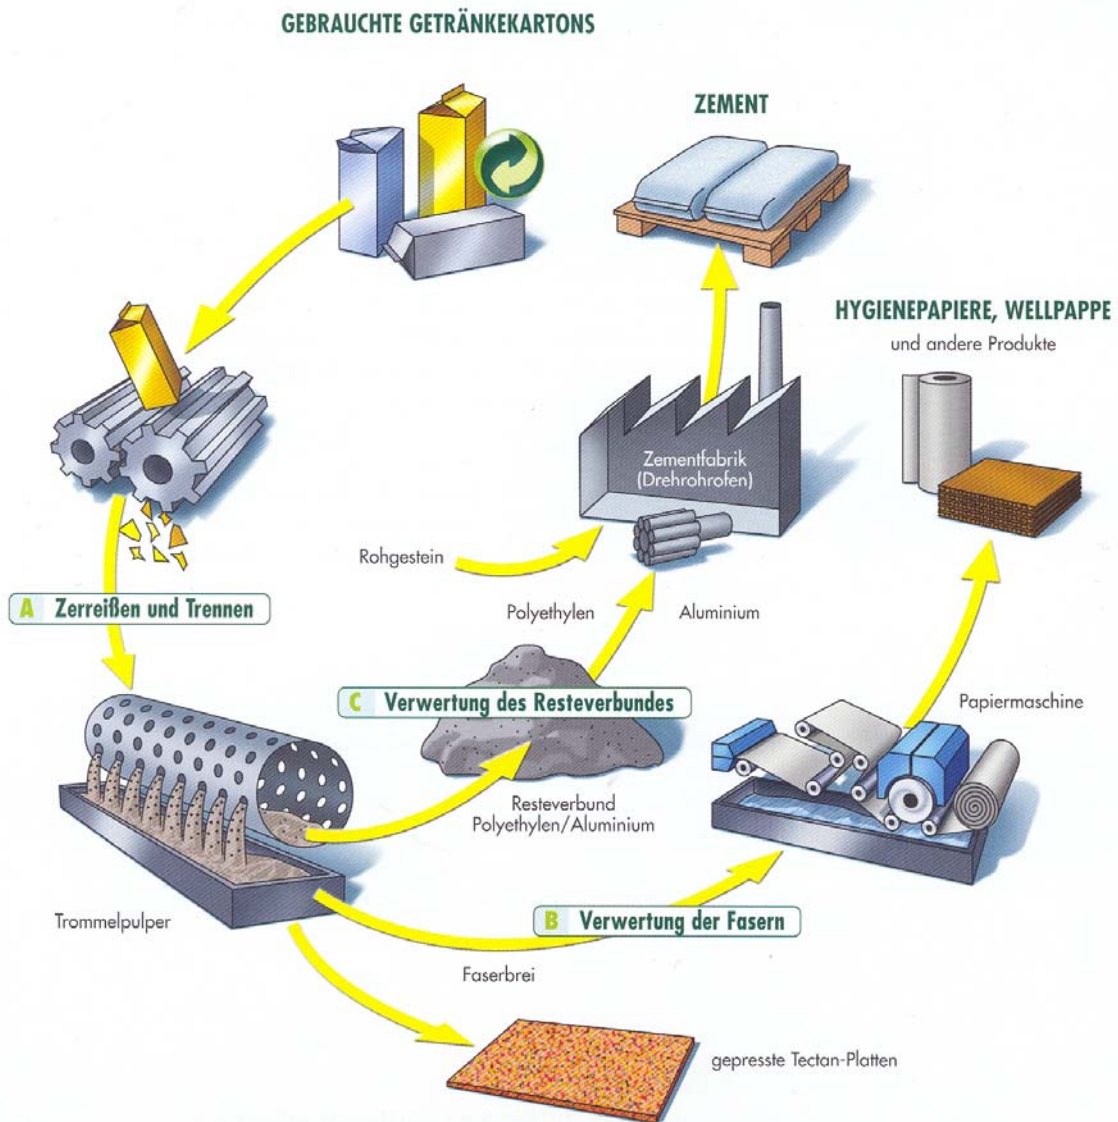 GEBRAUCHTE GETRÄNKEKARTONS
ZEMENT
HYGIENEPAPIERE, WELLPAPPE
und andere Produkte
Zementfabrik
(Drehrohrofen)
Rohgestein
A Zerreißen und Trennen
Polyethylen
Aluminium
C Verwertung des Resteverbundes
Papiermaschine
Resteverbund
Polyethylen/Aluminium
Trommelpulper
B Verwertung der Fasern
Faserbrei
gepresste Tectan-Platten